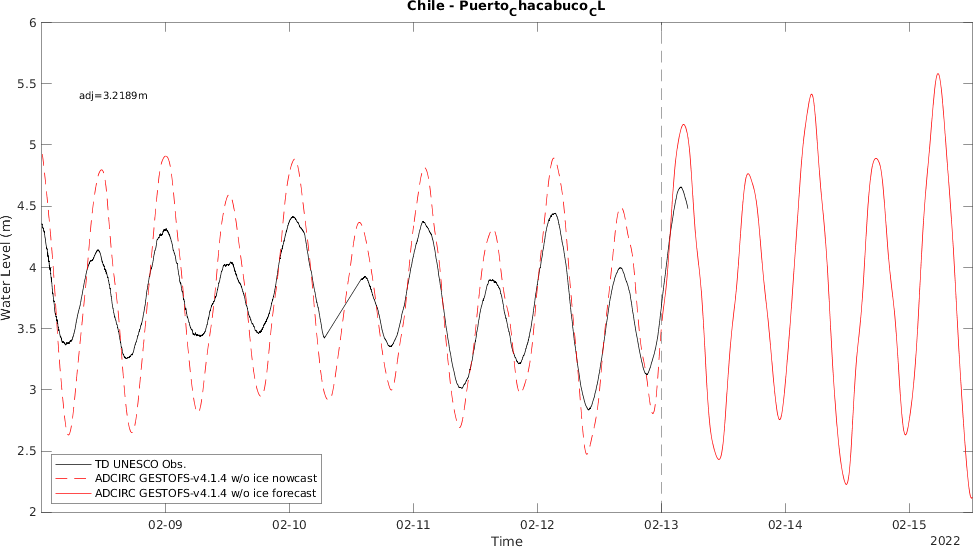 Chile - Puerto_Chacabuco_CL
6
5.5
5
4.5
4
3.5
3
2.5
2
Water Level (m)
adj=3.2189m
TD UNESCO Obs.
ADCIRC GESTOFS-v4.1.4 w/o ice nowcast
ADCIRC GESTOFS-v4.1.4 w/o ice forecast
02-09
02-10
02-11
02-12
02-13
02-14
02-15
Time
2022